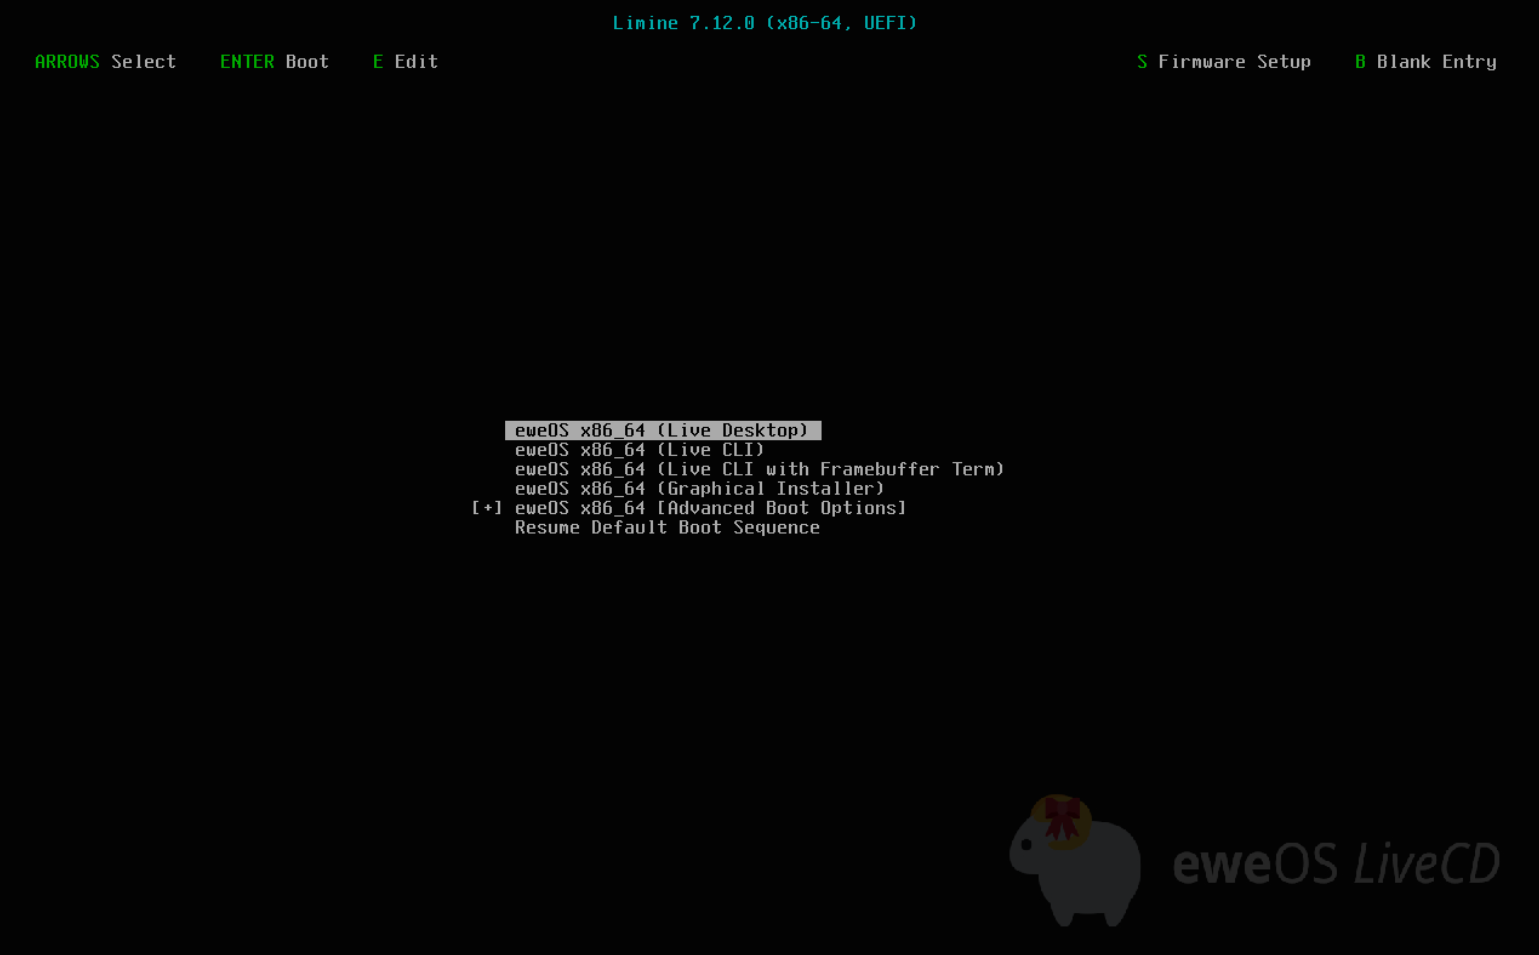 Limine 7.12.0 (x86-64, UEFI)
ARROWS Select ENTER Boot E Edit S Firmware Setup B Blank Entry
eweOS x86_64 (Live Desktop)
eweOS x86_64 (Live CLI)
eweOS x86_64 (Live CLI with Framebuffer Term)
eweOS x86_64 (Graphical Installer)
[+] eweOS x86_64 [Advanced Boot Options]
Resume Default Boot Sequence
eweOS LiveCD